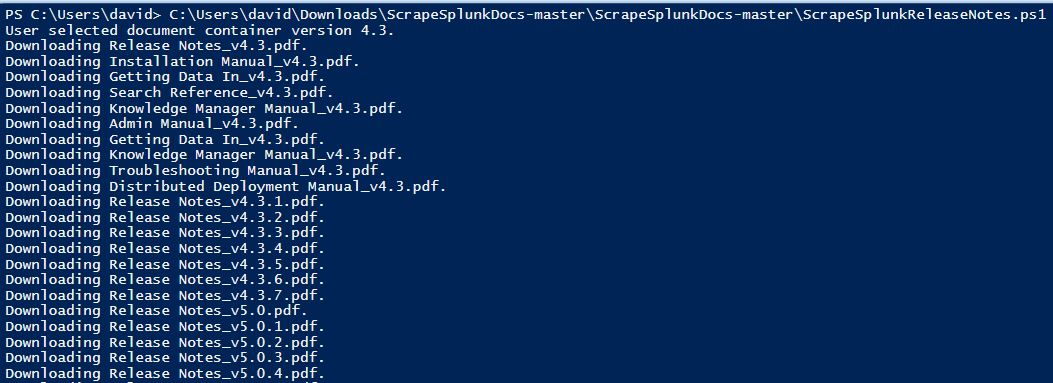 PS C:\Users\david> C:\Users\david\Downloads\ScrapeSplunkDocs-master\ScrapeSplunkDocs-master\ScrapeSplunkReleaseNotes.ps1
User selected document container version 4.3.
Downloading Release Notes_v4.3.pdf.
Downloading Installation Manual_v4.3.pdf.
Downloading Getting Data In_v4.3.pdf.
Downloading Search Reference_v4.3.pdf.
Downloading Knowledge Manager Manual_v4.3.pdf.
Downloading Admin Manual_v4.3.pdf.
Downloading Getting Data In_v4.3.pdf.
Downloading Knowledge Manager Manual_v4.3.pdf.
Downloading Troubleshooting Manual_v4.3.pdf.
Downloading Distributed Deployment Manual_v4.3.pdf.
Downloading Release Notes_v4.3.1.pdf.
Downloading Release Notes_v4.3.2.pdf.
Downloading Release Notes_v4.3.3.pdf.
Downloading Release Notes_v4.3.4.pdf.
Downloading Release Notes_v4.3.5.pdf.
Downloading Release Notes_v4.3.6.pdf.
Downloading Release Notes_v4.3.7.pdf.
Downloading Release Notes_v5.0.pdf.
Downloading Release Notes_v5.0.1.pdf.
Downloading Release Notes_v5.0.2.pdf.
Downloading Release Notes_v5.0.3.pdf.
Downloading Release Notes_v5.0.4.pdf.